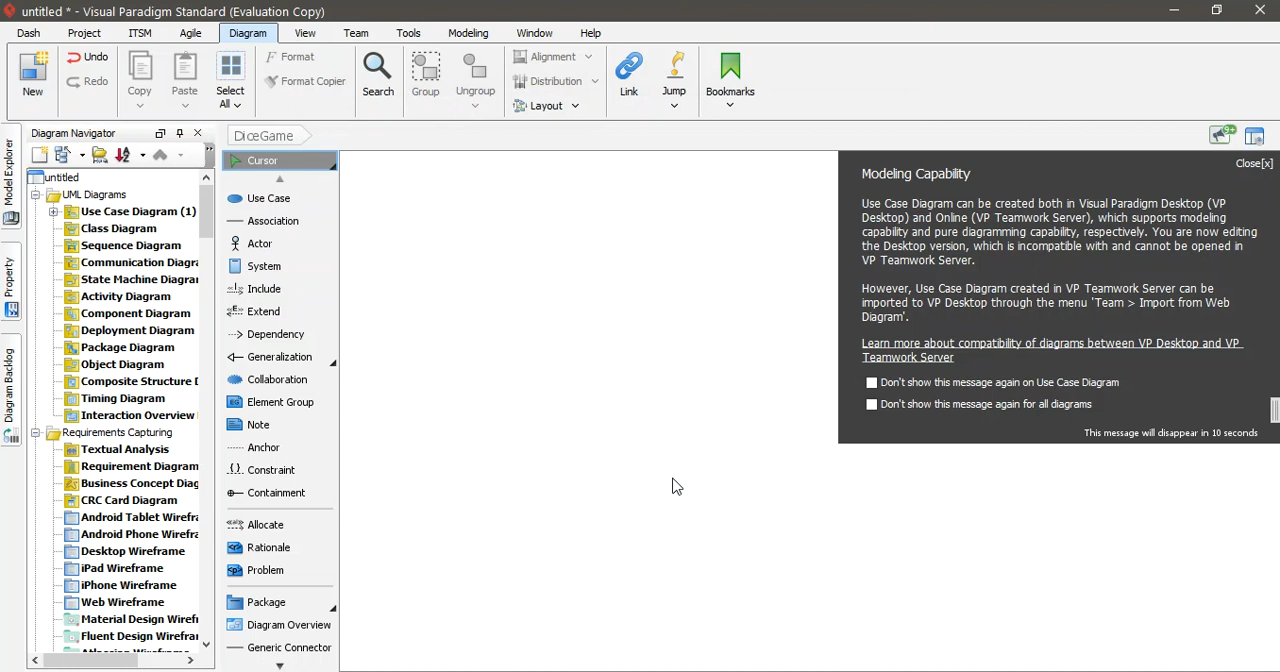 untitled * - Visual Paradigm Standard (Evaluation Copy)
Dash Project ITSM Agile Diagram View Team Tools Modeling Window Help
New
Undo
Redo
Copy
Paste
Select
All
Format
Format Copier
Search
Group
Ungroup
Alignment
Distribution
Layout
Link
Jump
Bookmarks
Model Explorer
Property
Diagram Backlog
Diagram Navigator
untitled
UML Diagrams
Use Case Diagram (1)
Class Diagram
Sequence Diagram
Communication Diagra
State Machine Diagra
Activity Diagram
Component Diagram
Deployment Diagram
Package Diagram
Object Diagram
Composite Structure D
Timing Diagram
Interaction Overview
Requirements Capturing
Textual Analysis
Requirement Diagram
Business Concept Diag
CRC Card Diagram
Android Tablet Wirefra
Android Phone Wirefra
Desktop Wireframe
iPad Wireframe
iPhone Wireframe
Web Wireframe
Material Design Wirefr
Fluent Design Wirefra
DiceGame
9+
Cursor
Use Case
Association
Actor
System
Include
Extend
Dependency
Generalization
Collaboration
EG Element Group
Note
Anchor
{} Constraint
Containment
Allocate
Rationale
Problem
Package
Diagram Overview
Generic Connector
Close[x]
Modeling Capability
Use Case Diagram can be created both in Visual Paradigm Desktop (VP
Desktop) and Online (VP Teamwork Server), which supports modeling
capability and pure diagramming capability, respectively. You are now editing
the Desktop version, which is incompatible with and cannot be opened in
VP Teamwork Server.
However, Use Case Diagram created in VP Teamwork Server can be
imported to VP Desktop through the menu 'Team > Import from Web
Diagram'.
Learn more about compatibility of diagrams between VP Desktop and VP
Teamwork Server
Don't show this message again on Use Case Diagram
Don't show this message again for all diagrams
This message will disappear in 10 seconds